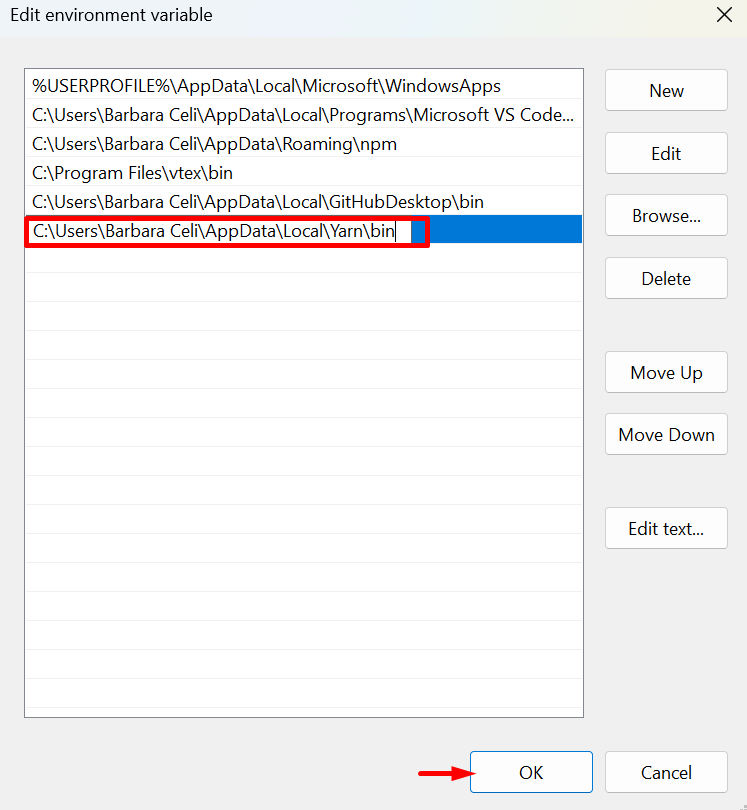 Edit environment variable
%USERPROFILE%\AppData\Local\Microsoft\WindowsApps
C:\Users\Barbara Celi\AppData\Local\Programs\Microsoft VS Code...
C:\Users\Barbara Celi\AppData\Roaming\npm
C:\Program Files\vtex\bin
C:\Users\Barbara Celi\AppData\Local\GitHubDesktop\bin
C:\Users\Barbara Celi\AppData\Local\Yarn\bin
New
Edit
Browse...
Delete
Move Up
Move Down
Edit text...
OK
Cancel